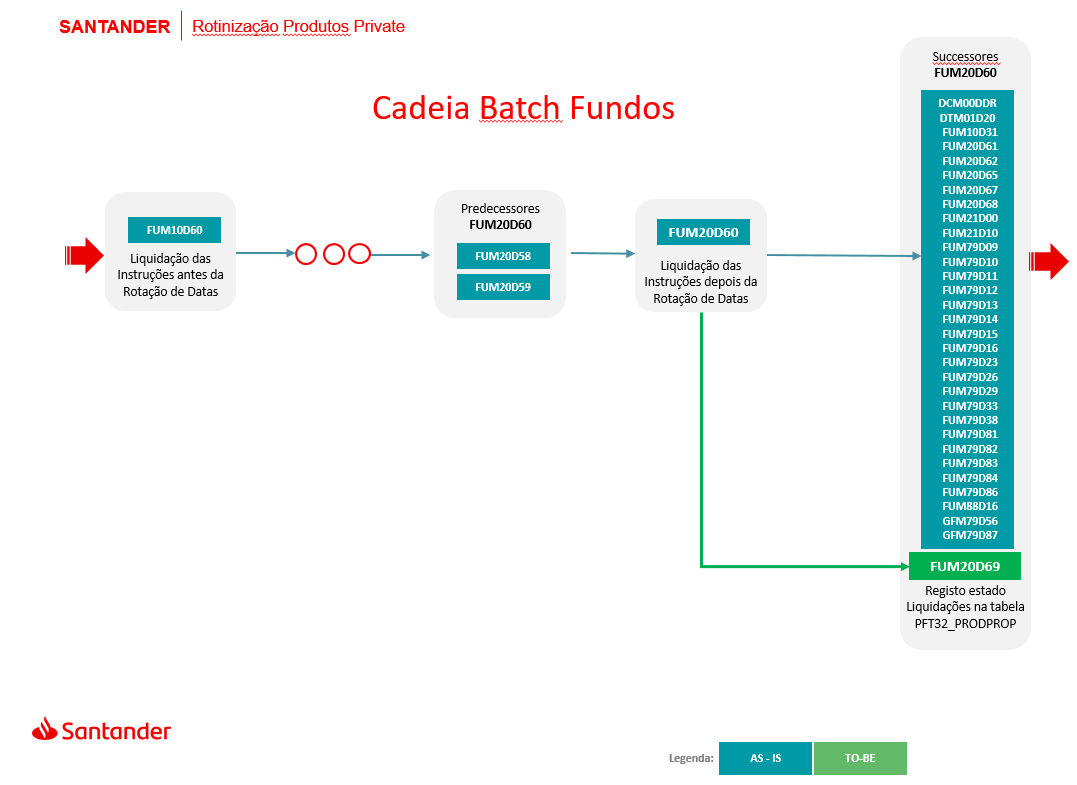 SANTANDER
Rotinização Produtos Private
Cadeia Batch Fundos
FUM10D60
Liquidação das
Instruções antes da
Rotação de Datas
Predecessores
FUM20D60
FUM20D58
FUM20D59
FUM20D60
Liquidação das
Instruções depois da
Rotação de Datas
Successores
FUM20D60
DCM00DDR
DTM01D20
FUM10D31
FUM20D61
FUM20D62
FUM20D65
FUM20D67
FUM20D68
FUM21D00
FUM21D10
FUM79D09
FUM79D10
FUM79D11
FUM79D12
FUM79D13
FUM79D14
FUM79D15
FUM79D16
FUM79D23
FUM79D26
FUM79D29
FUM79D33
FUM79D38
FUM79D81
FUM79D82
FUM79D83
FUM79D84
FUM79D86
FUM88D16
GFM79D56
GFM79D87
FUM20D69
Registo estado
Liquidações na tabela
PFT32_PRODPROP
Santander
Legenda:
AS - IS
TO-BE